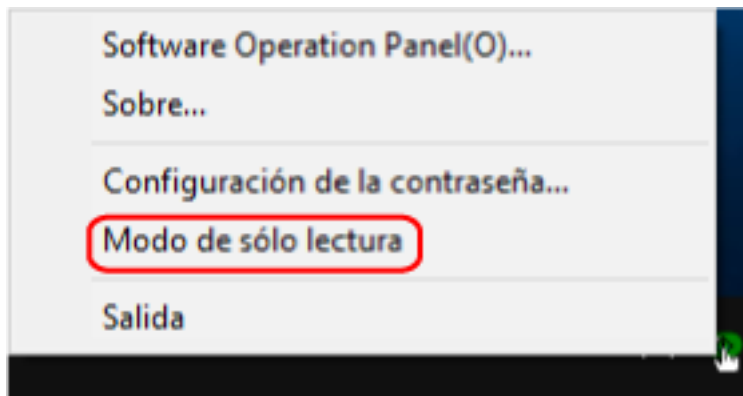 Software Operation Panel(O)...
Sobre...
Configuración de la contraseña...
Modo de sólo lectura
Salida